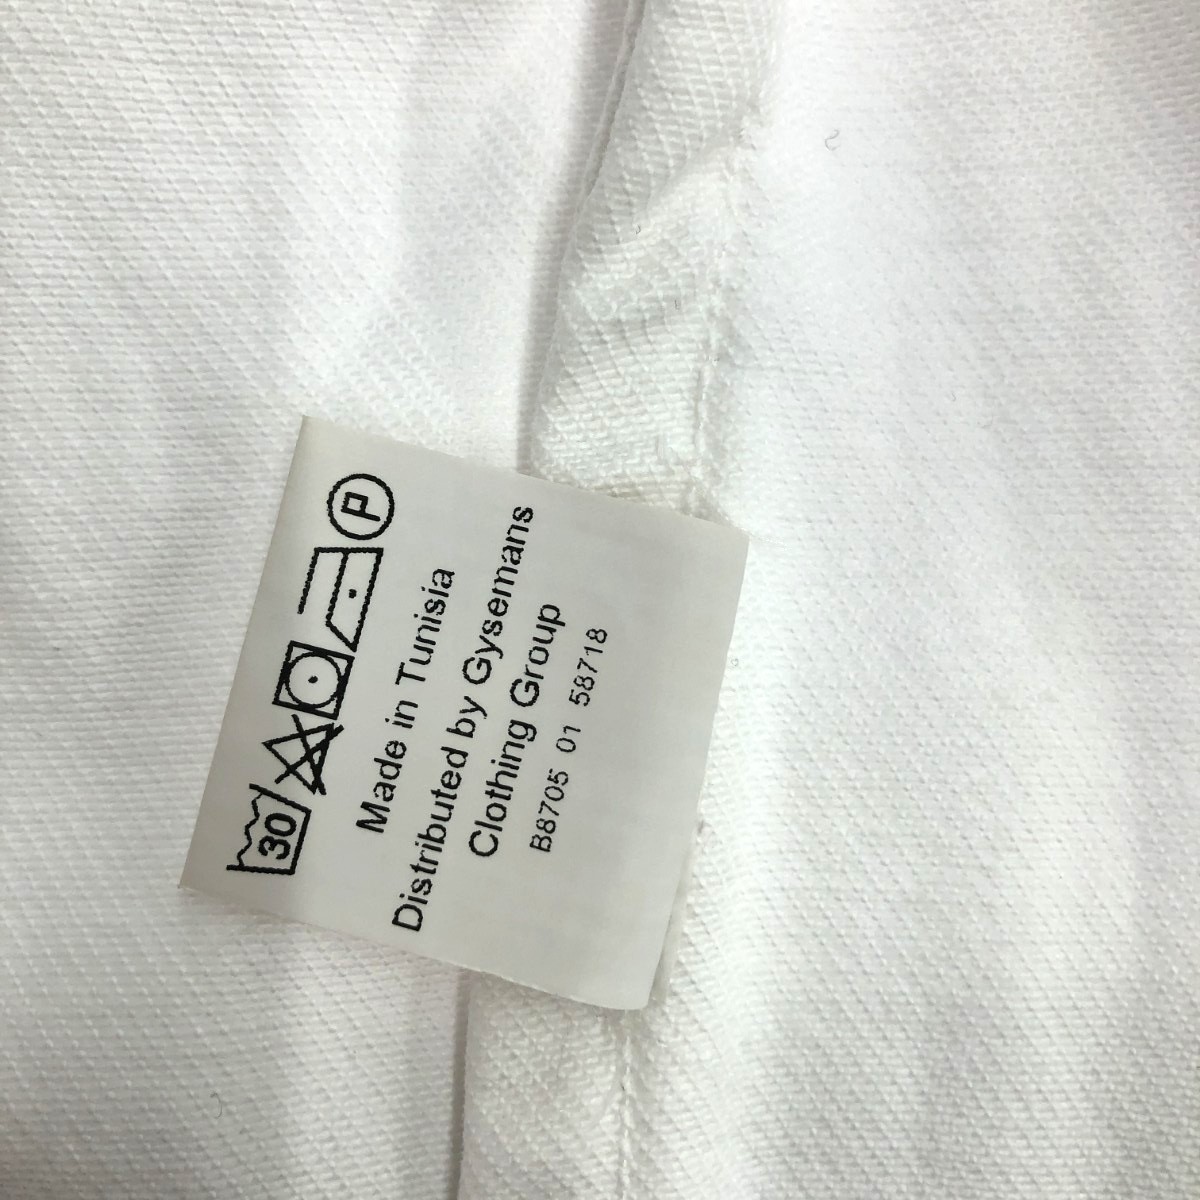 30 P
Made in Tunisia
Distributed by Gysemans
Clothing Group
B8705 01 58718